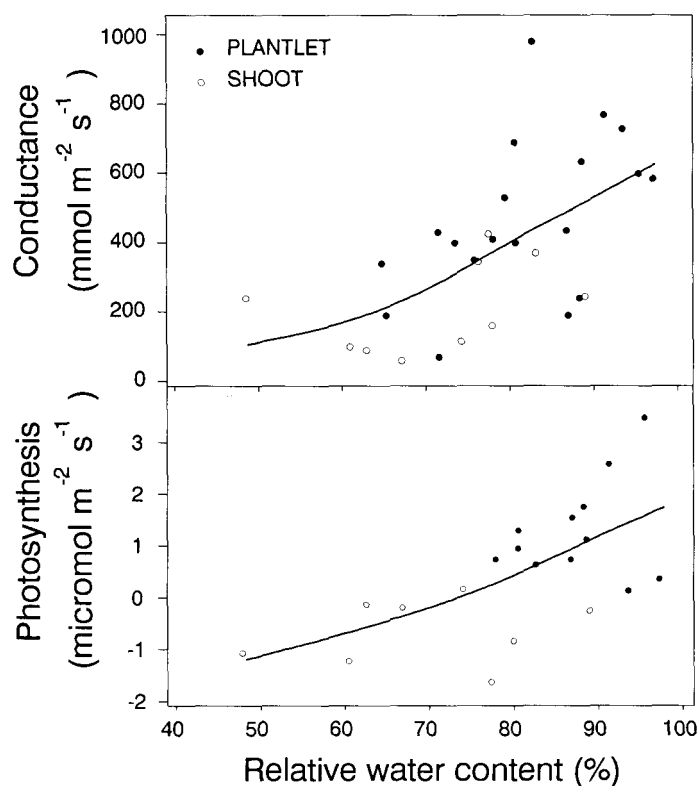 Conductance
(mmol m-2 s-1)
1000
800
600
400
200
0
PLANTLET
SHOOT
Photosynthesis
(micromol m-2 s-1)
3
2
1
0
-1
-2
40 50 60 70 80 90 100
Relative water content (%)